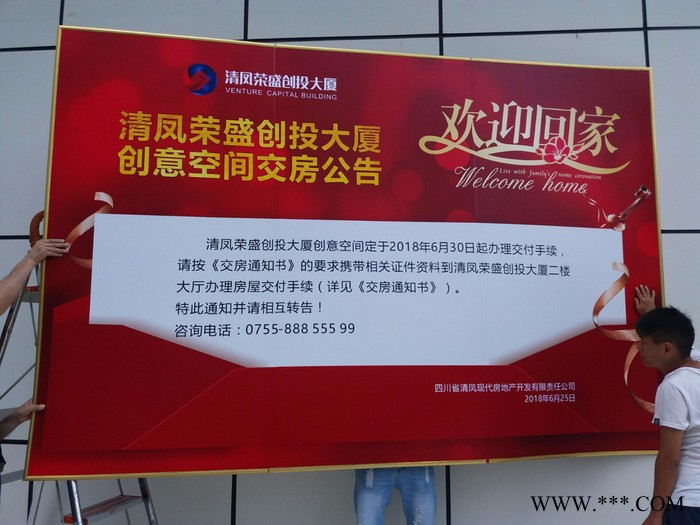 清凤荣盛创投大厦
VENTURE CAPITAL BUILDING
清凤荣盛创投大厦
创意空间交房公告
欢迎回家
Live with family's home coronation
Welcome home
清凤荣盛创投大厦创意空间定于2018年6月30日起办理交付手续，
请按《交房通知书》的要求携带相关证件资料到清凤荣盛创投大厦二楼
大厅办理房屋交付手续（详见《交房通知书》）。
特此通知并请相互转告！
咨询电话：0755-888 555 99
四川省清凤现代房地产开发有限责任公司
2018年6月25日
WWW.***.COM